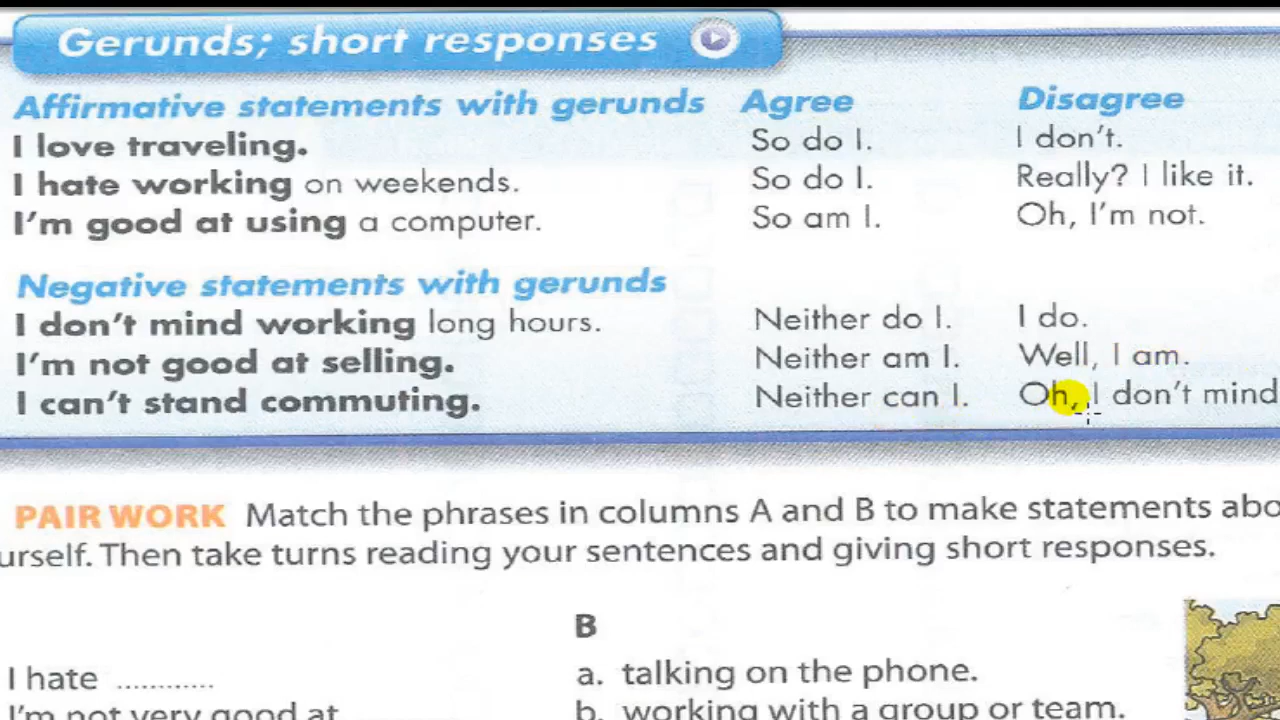 Gerunds; short responses
Affirmative statements with gerunds Agree Disagree
I love traveling. So do I. I don't.
I hate working on weekends. So do I. Really? I like it.
I'm good at using a computer. So am I. Oh, I'm not.
Negative statements with gerunds
I don't mind working long hours. Neither do I. I do.
I'm not good at selling. Neither am I. Well, I am.
I can't stand commuting. Neither can I. Oh, I don't mind
PAIR WORK Match the phrases in columns A and B to make statements abo
urself. Then take turns reading your sentences and giving short responses.
B
I hate ............ a. talking on the phone.
I'm not very good at b. working with a group or team.